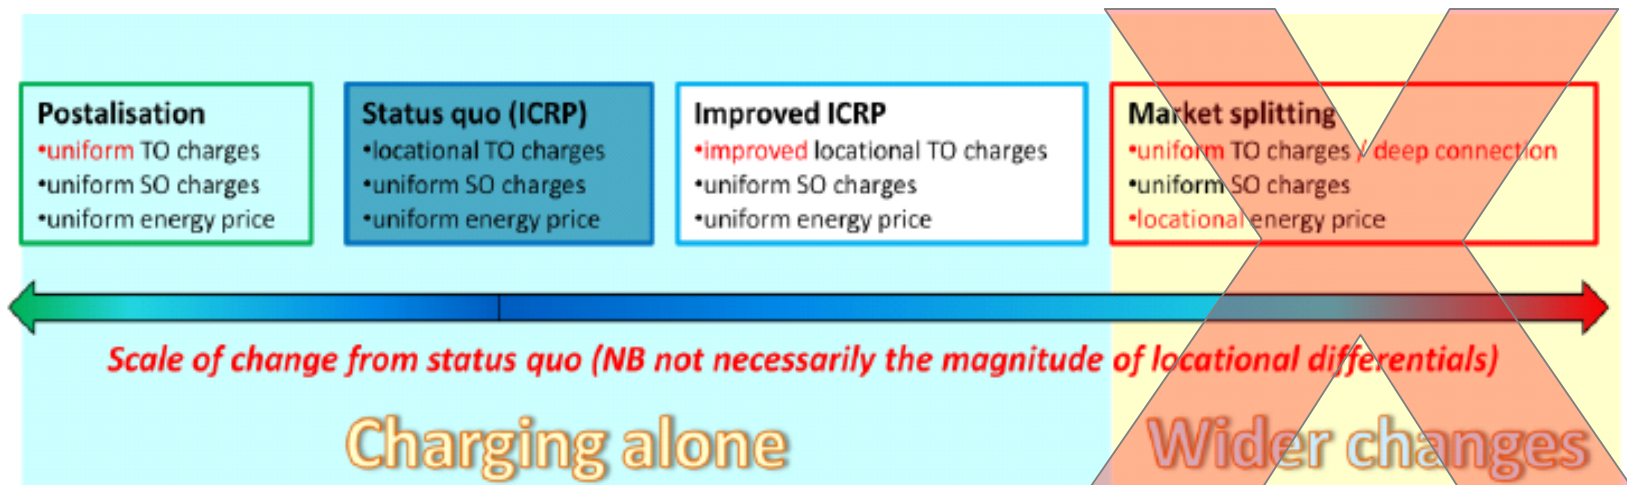 Postalisation
•uniform TO charges
•uniform SO charges
•uniform energy price
Status quo (ICRP)
•locational TO charges
•uniform SO charges
•uniform energy price
Improved ICRP
•improved locational TO charges
•uniform SO charges
•uniform energy price
Market splitting
•uniform TO charges / deep connection
•uniform SO charges
•locational energy price
Scale of change from status quo (NB not necessarily the magnitude of locational differentials)
Charging alone
Wider changes